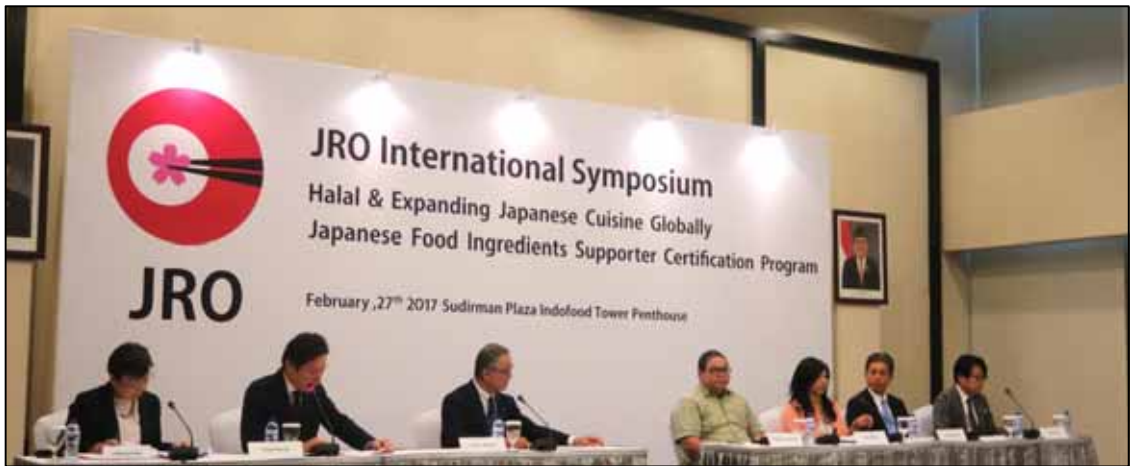 JRO International Symposium
Halal & Expanding Japanese Cuisine Globally
Japanese Food Ingredients Supporter Certification Program
JRO
February ,27th 2017 Sudirman Plaza Indofood Tower Penthouse